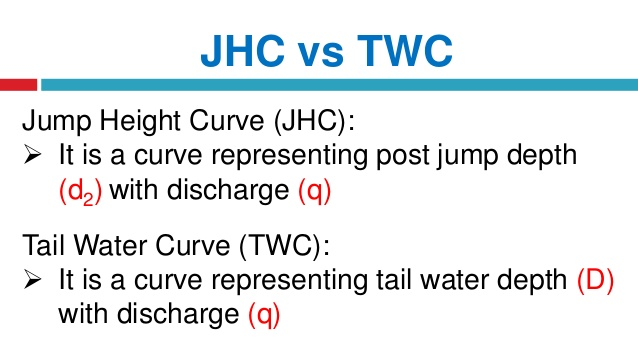 JHC vs TWC
Jump Height Curve (JHC):
➢ It is a curve representing post jump depth
(d₂) with discharge (q)
Tail Water Curve (TWC):
➢ It is a curve representing tail water depth (D)
with discharge (q)